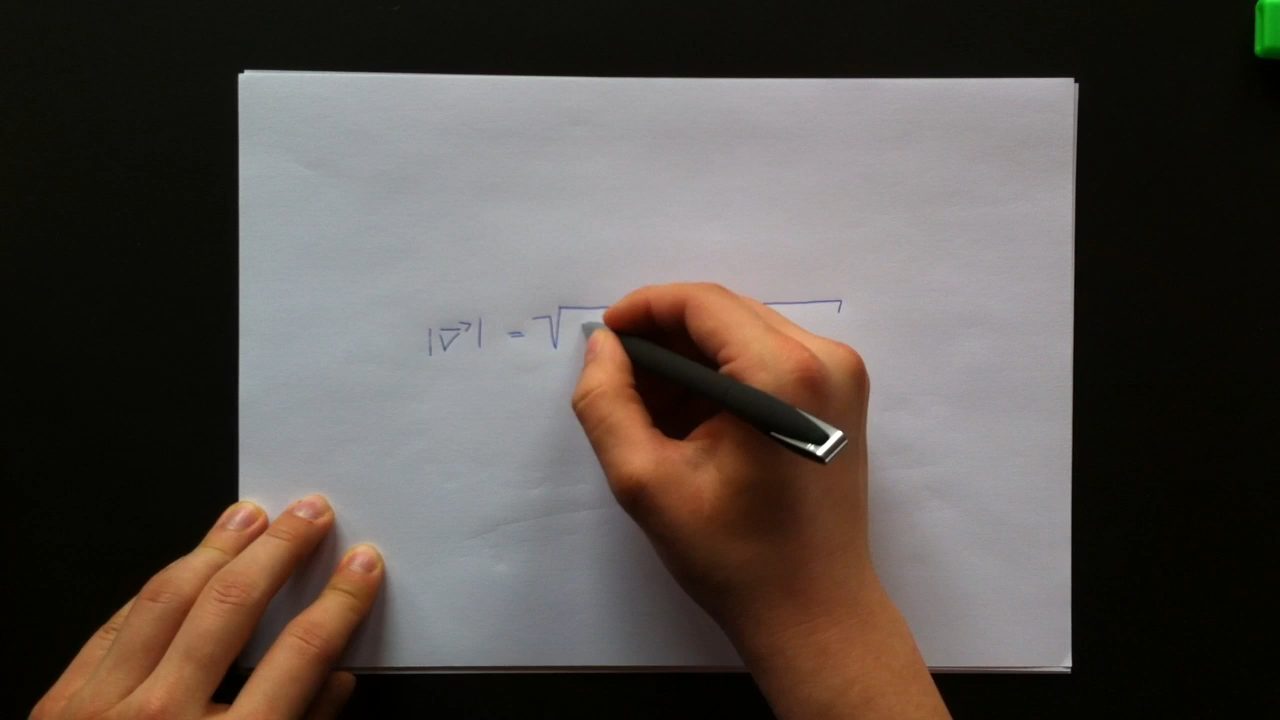 |v⃗| = √